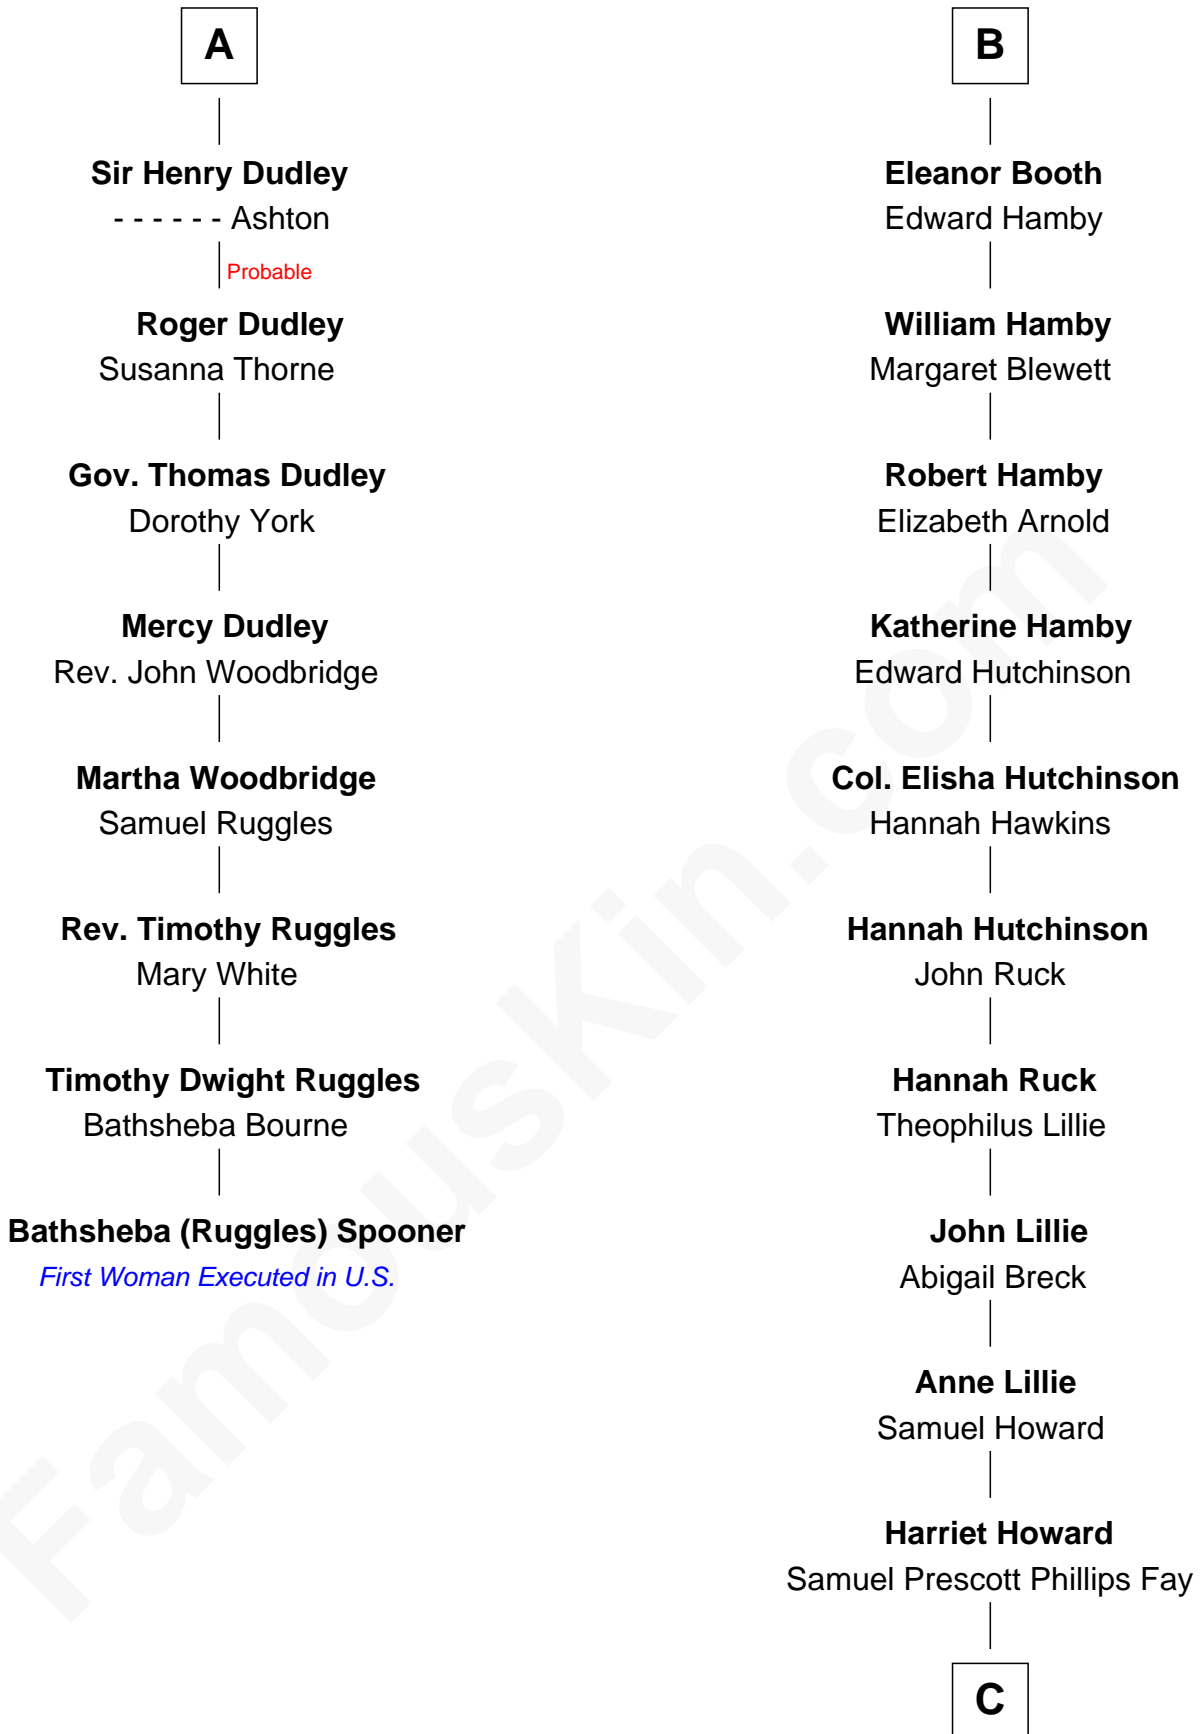 A
Sir Henry Dudley
- - - - - - Ashton
Probable
Roger Dudley
Susanna Thorne
Gov. Thomas Dudley
Dorothy York
Mercy Dudley
Rev. John Woodbridge
Martha Woodbridge
Samuel Ruggles
Rev. Timothy Ruggles
Mary White
Timothy Dwight Ruggles
Bathsheba Bourne
Bathsheba (Ruggles) Spooner
First Woman Executed in U.S.
B
Eleanor Booth
Edward Hamby
William Hamby
Margaret Blewett
Robert Hamby
Elizabeth Arnold
Katherine Hamby
Edward Hutchinson
Col. Elisha Hutchinson
Hannah Hawkins
Hannah Hutchinson
John Ruck
Hannah Ruck
Theophilus Lillie
John Lillie
Abigail Breck
Anne Lillie
Samuel Howard
Harriet Howard
Samuel Prescott Phillips Fay
C
FamousKin.com